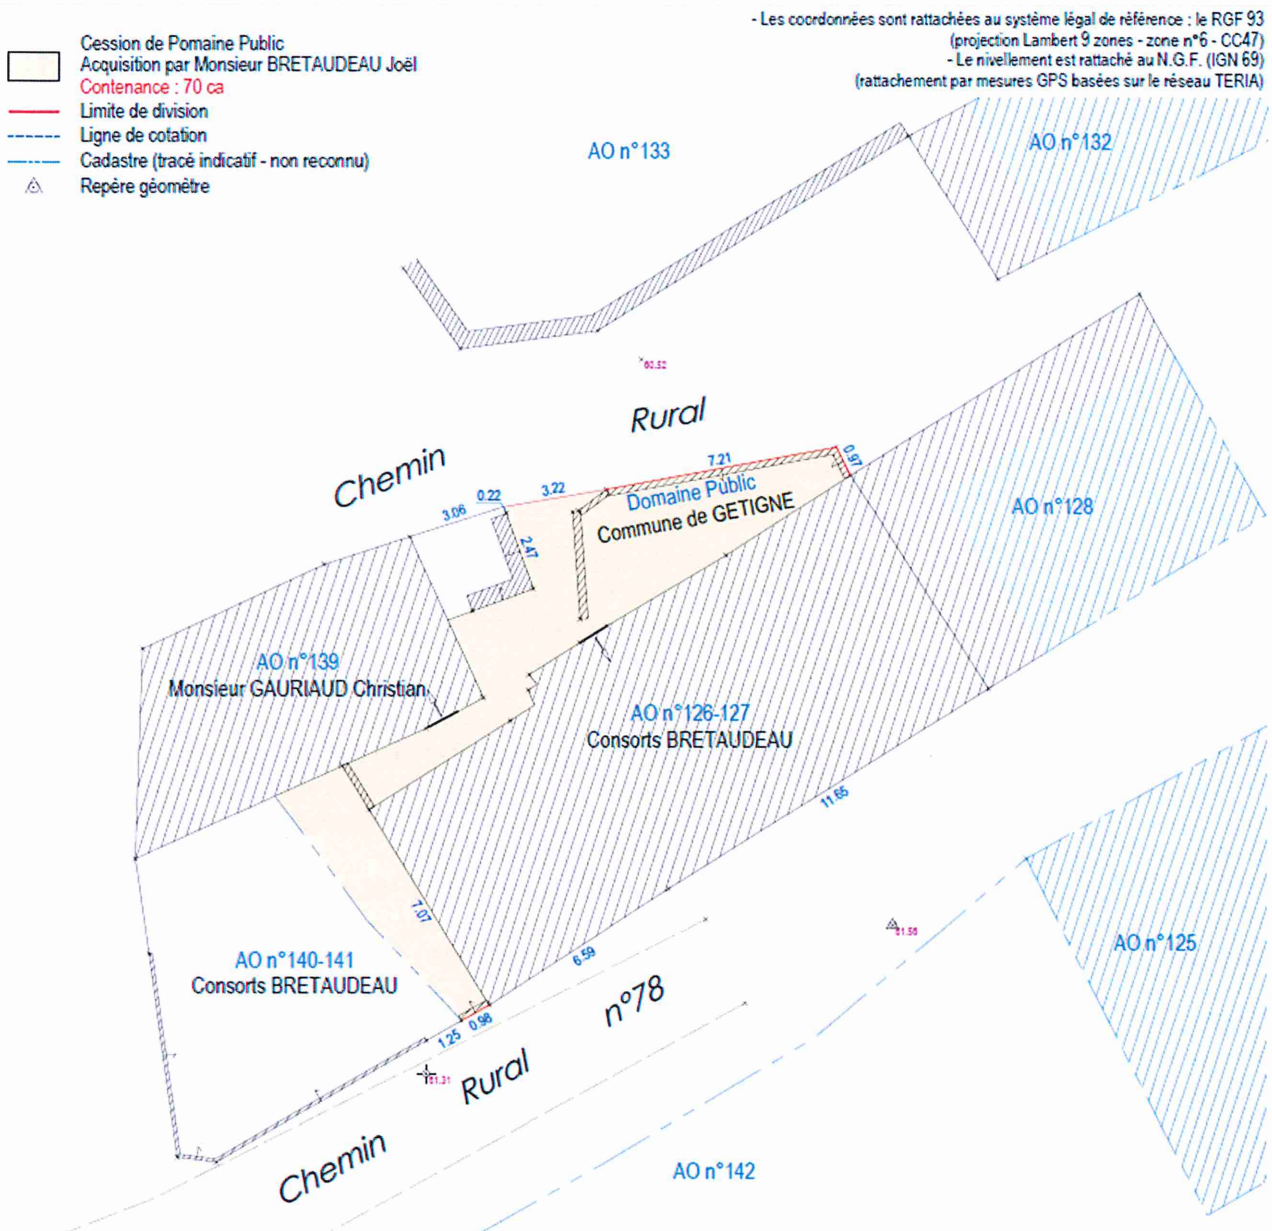 - Les coordonnées sont rattachées au système légal de référence : le RGF 93
(projection Lambert 9 zones - zone n°6 - CC47)
- Le nivellement est rattaché au N.G.F. (IGN 69)
(rattachement par mesures GPS basées sur le réseau TERIA)
Cession de Pomaine Public
Acquisition par Monsieur BRETAUDEAU Joël
Contenance : 70 ca
Limite de division
Ligne de cotation
Cadastre (tracé indicatif - non reconnu)
Repère géomètre
AO n°133
AO n°132
60.52
Chemin Rural
3.06
0.22
3.22
7.21
0.97
2.47
Domaine Public
Commune de GETIGNE
AO n°128
AO n°139
Monsieur GAURIAUD Christian
AO n°126-127
Consorts BRETAUDEAU
11.65
7.07
6.59
61.56
AO n°125
AO n°140-141
Consorts BRETAUDEAU
1.25
0.98
61.31
Chemin Rural n°78
AO n°142